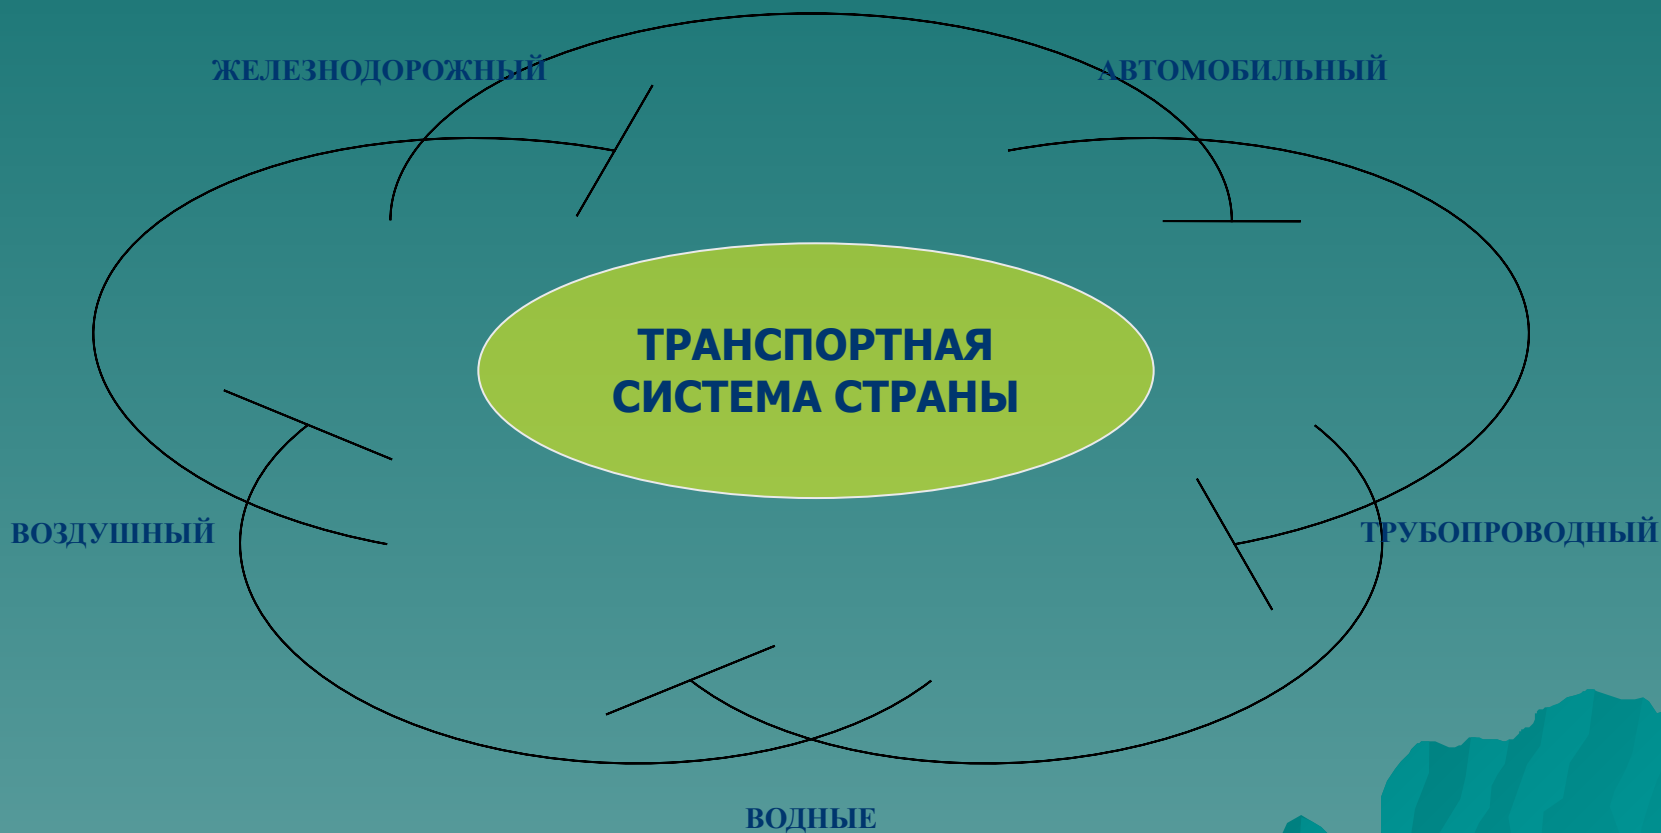 ЖЕЛЕЗНОДОРОЖНЫЙ
АВТОМОБИЛЬНЫЙ
ТРАНСПОРТНАЯ
СИСТЕМА СТРАНЫ
ВОЗДУШНЫЙ
ТРУБОПРОВОДНЫЙ
ВОДНЫЕ